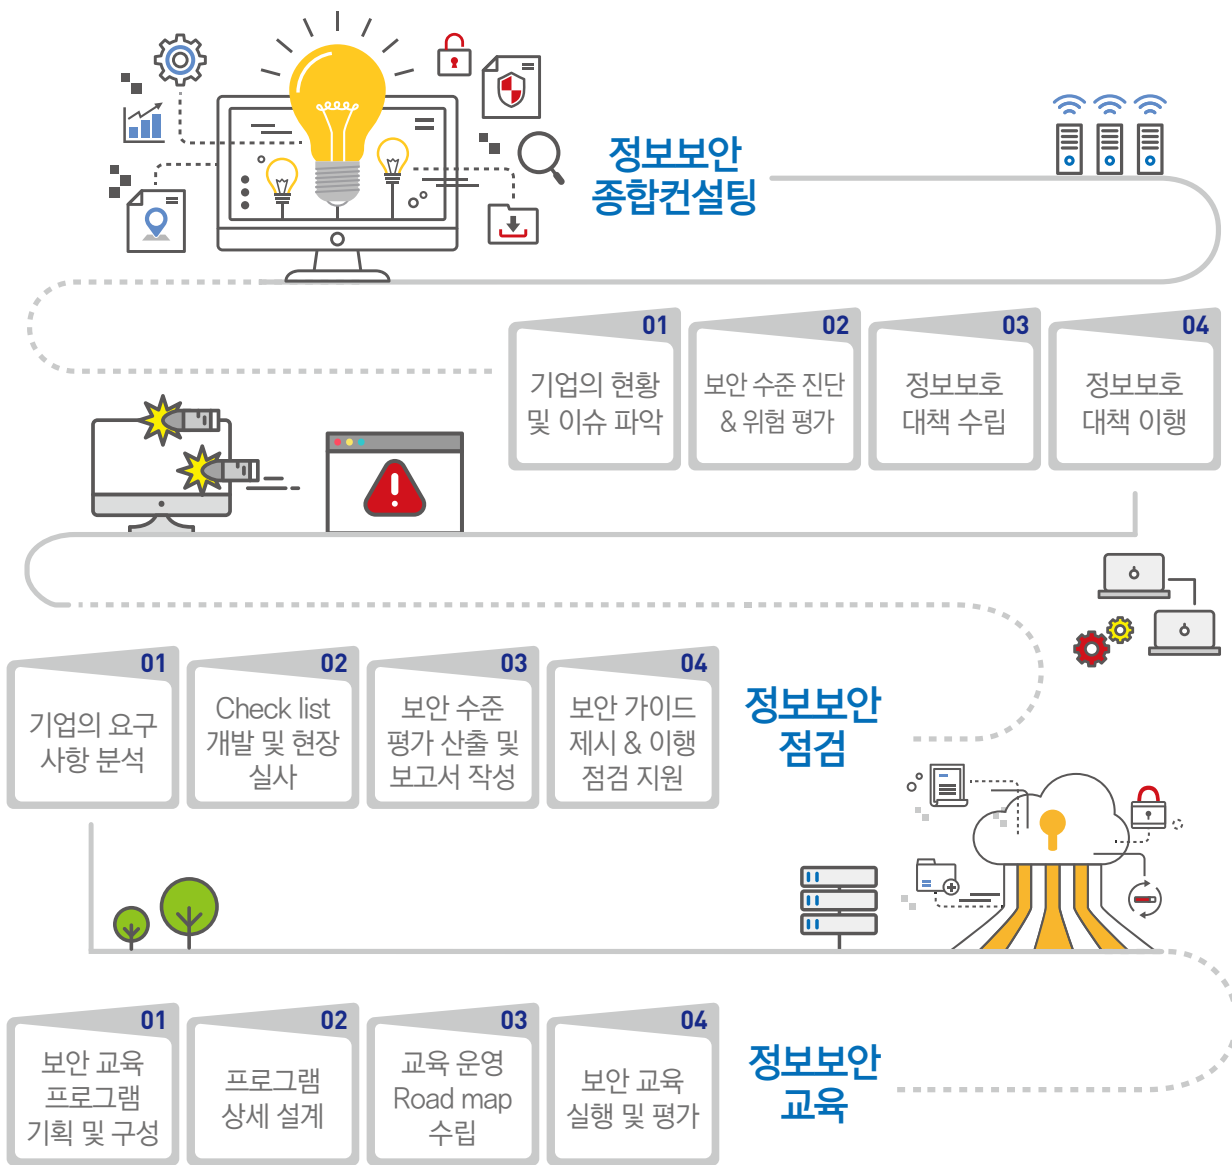 정보보안
종합컨설팅
01
기업의 현황
및 이슈 파악
02
보안 수준 진단
& 위험 평가
03
정보보호
대책 수립
04
정보보호
대책 이행
정보보안
점검
01
기업의 요구
사항 분석
02
Check list
개발 및 현장
실사
03
보안 수준
평가 산출 및
보고서 작성
04
보안 가이드
제시 & 이행
점검 지원
정보보안
교육
01
보안 교육
프로그램
기획 및 구성
02
프로그램
상세 설계
03
교육 운영
Road map
수립
04
보안 교육
실행 및 평가